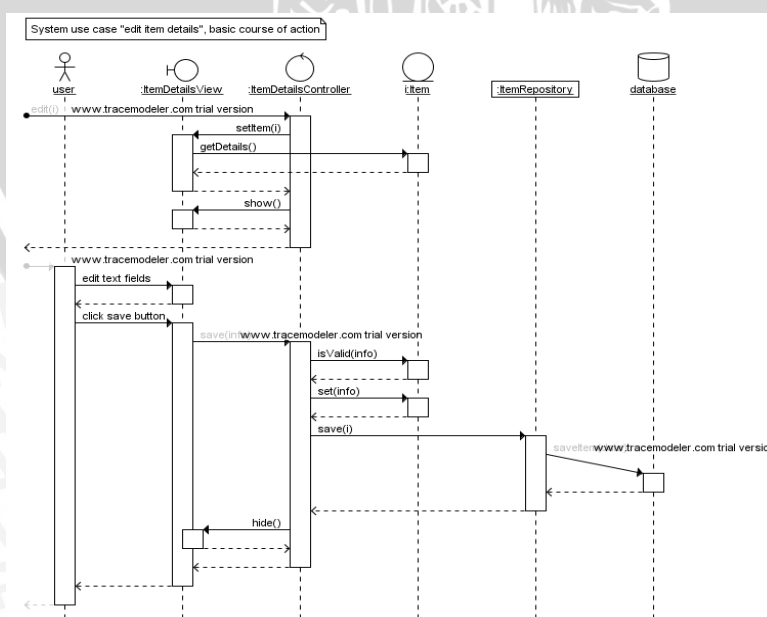 System use case "edit item details", basic course of action
user
:ItemDetailsView
:ItemDetailsController
i:Item
:ItemRepository
database
edit(i) www.tracemodeler.com trial version
setItem(i)
getDetails()
show()
www.tracemodeler.com trial version
edit text fields
click save button
www.tracemodeler.com trial version
isValid(info)
set(info)
save(i)
www.tracemodeler.com trial
hide()